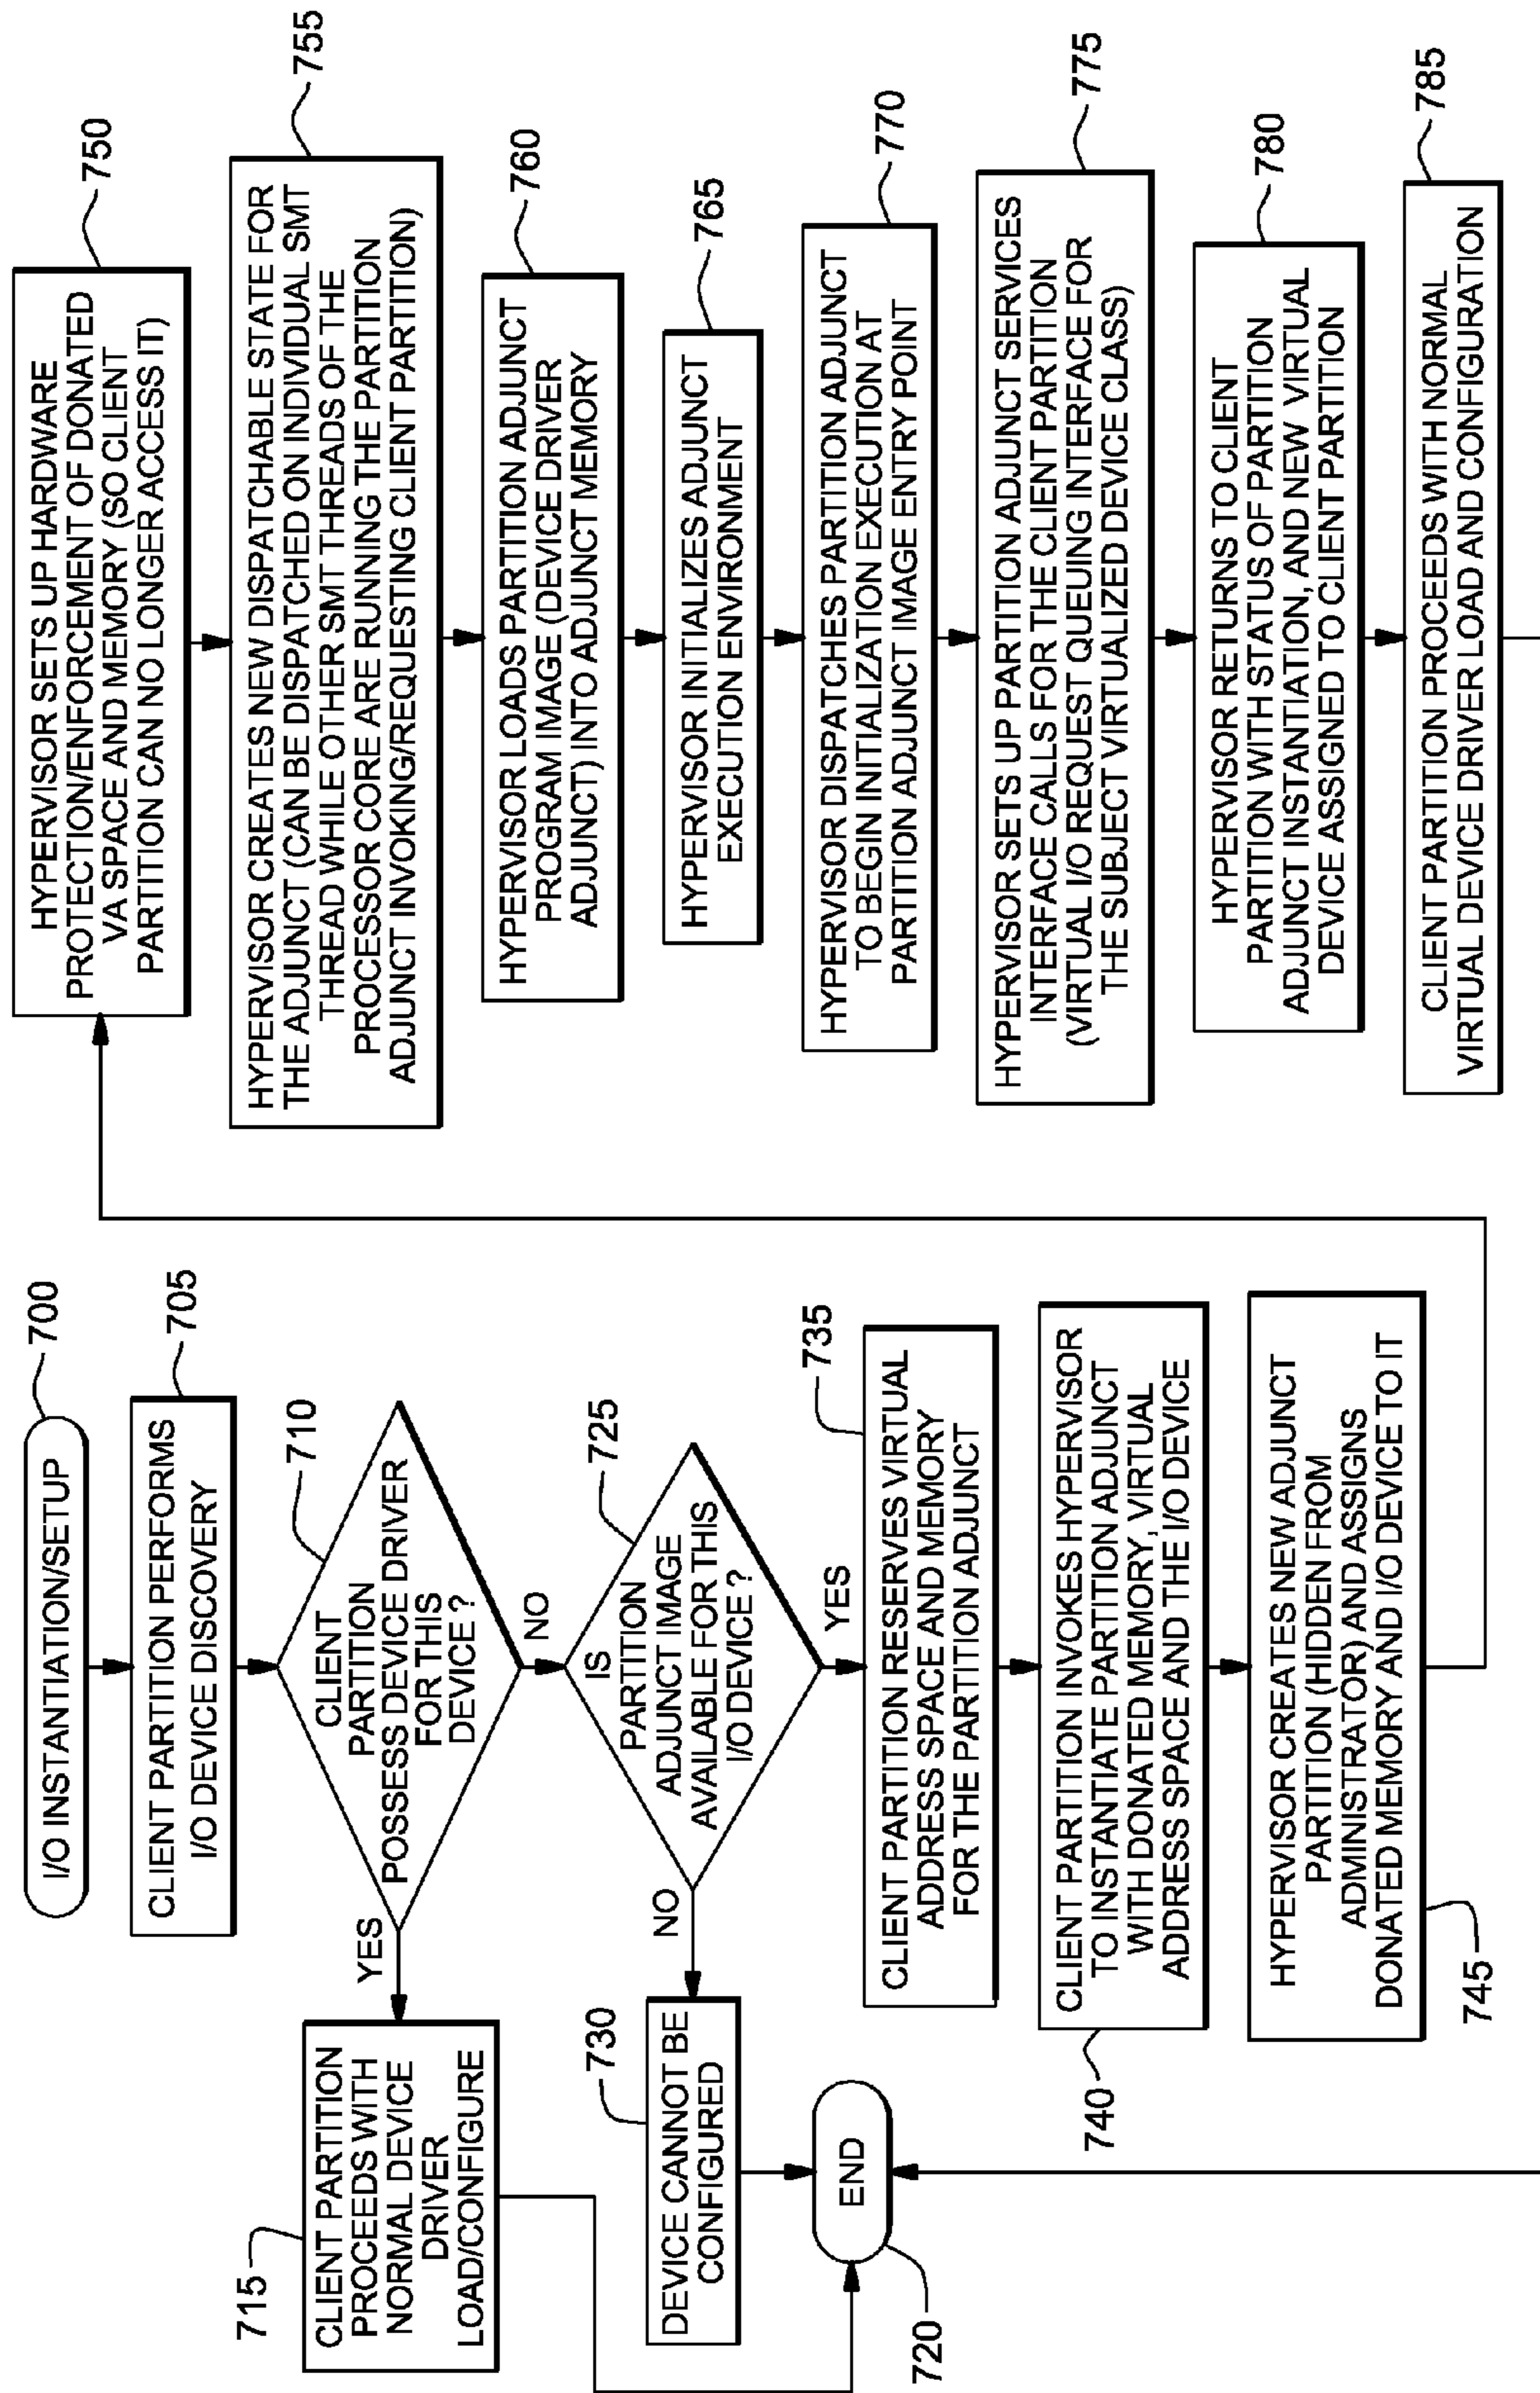 700
I/O INSTANTIATION/SETUP
705
CLIENT PARTITION PERFORMS
I/O DEVICE DISCOVERY
710
CLIENT
PARTITION
POSSESS DEVICE DRIVER
FOR THIS
DEVICE ?
YES
NO
715
CLIENT PARTITION
PROCEEDS WITH
NORMAL DEVICE
DRIVER
LOAD/CONFIGURE
725
IS
PARTITION
ADJUNCT IMAGE
AVAILABLE FOR THIS
I/O DEVICE ?
NO
YES
730
DEVICE CANNOT BE
CONFIGURED
END
720
735
CLIENT PARTITION RESERVES VIRTUAL
ADDRESS SPACE AND MEMORY
FOR THE PARTITION ADJUNCT
740
CLIENT PARTITION INVOKES HYPERVISOR
TO INSTANTIATE PARTITION ADJUNCT
WITH DONATED MEMORY, VIRTUAL
ADDRESS SPACE AND THE I/O DEVICE
745
HYPERVISOR CREATES NEW ADJUNCT
PARTITION (HIDDEN FROM
ADMINISTRATOR) AND ASSIGNS
DONATED MEMORY AND I/O DEVICE TO IT
750
HYPERVISOR SETS UP HARDWARE
PROTECTION/ENFORCEMENT OF DONATED
VA SPACE AND MEMORY (SO CLIENT
PARTITION CAN NO LONGER ACCESS IT)
755
HYPERVISOR CREATES NEW DISPATCHABLE STATE FOR
THE ADJUNCT (CAN BE DISPATCHED ON INDIVIDUAL SMT
THREAD WHILE OTHER SMT THREADS OF THE
PROCESSOR CORE ARE RUNNING THE PARTITION
ADJUNCT INVOKING/REQUESTING CLIENT PARTITION)
760
HYPERVISOR LOADS PARTITION ADJUNCT
PROGRAM IMAGE (DEVICE DRIVER
ADJUNCT) INTO ADJUNCT MEMORY
765
HYPERVISOR INITIALIZES ADJUNCT
EXECUTION ENVIRONMENT
770
HYPERVISOR DISPATCHES PARTITION ADJUNCT
TO BEGIN INITIALIZATION EXECUTION AT
PARTITION ADJUNCT IMAGE ENTRY POINT
775
HYPERVISOR SETS UP PARTITION ADJUNCT SERVICES
INTERFACE CALLS FOR THE CLIENT PARTITION
(VIRTUAL I/O REQUEST QUEUING INTERFACE FOR
THE SUBJECT VIRTUALIZED DEVICE CLASS)
780
HYPERVISOR RETURNS TO CLIENT
PARTITION WITH STATUS OF PARTITION
ADJUNCT INSTANTIATION, AND NEW VIRTUAL
DEVICE ASSIGNED TO CLIENT PARTITION
785
CLIENT PARTITION PROCEEDS WITH NORMAL
VIRTUAL DEVICE DRIVER LOAD AND CONFIGURATION